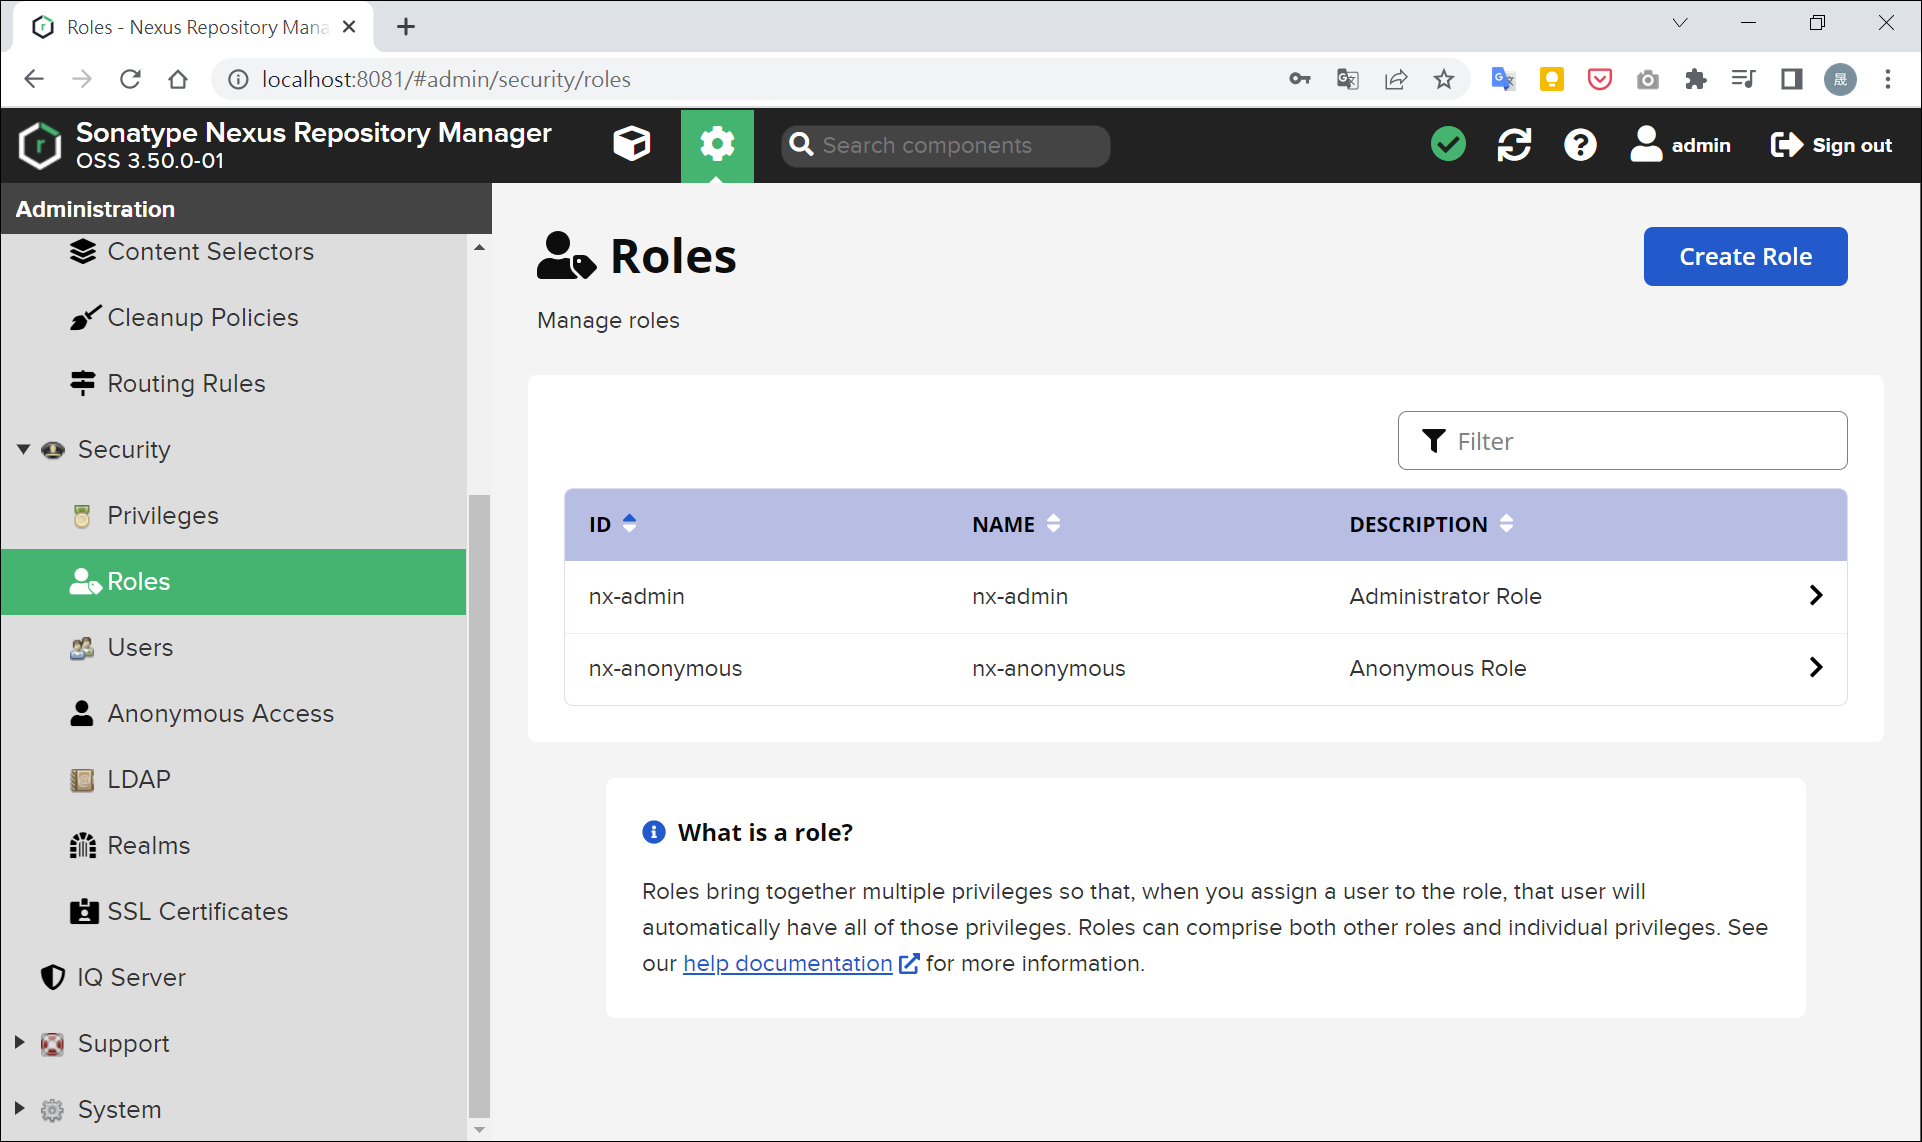 Roles - Nexus Repository Mana
localhost:8081/#admin/security/roles
晟
Sonatype Nexus Repository Manager
OSS 3.50.0-01
Search components
admin
Sign out
Administration
Content Selectors
Cleanup Policies
Routing Rules
Security
Privileges
Roles
Users
Anonymous Access
LDAP
Realms
SSL Certificates
IQ Server
Support
System
Roles
Create Role
Manage roles
Filter
ID NAME DESCRIPTION
nx-admin nx-admin Administrator Role
nx-anonymous nx-anonymous Anonymous Role
What is a role?
Roles bring together multiple privileges so that, when you assign a user to the role, that user will
automatically have all of those privileges. Roles can comprise both other roles and individual privileges. See
our help documentation for more information.